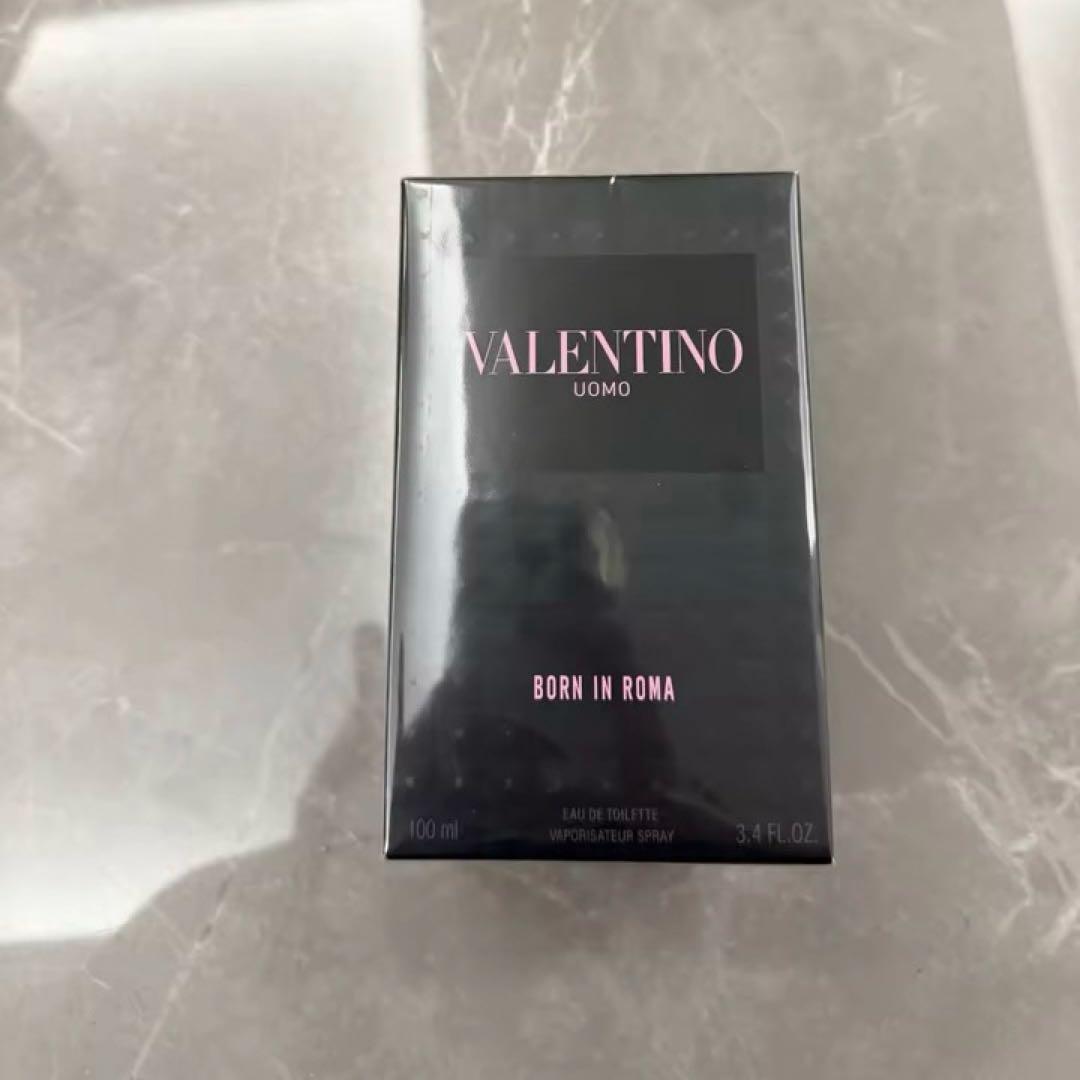 VALENTINO
UOMO
BORN IN ROMA
EAU DE TOILETTE
100 ml VAPORISATEUR SPRAY 3.4 FL.OZ.